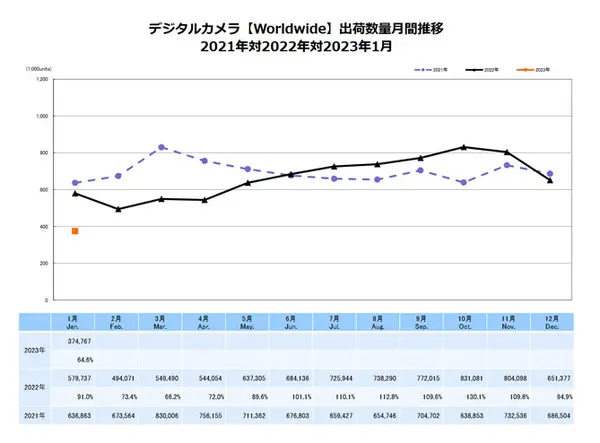 デジタルカメラ【Worldwide】出荷数量月間推移
2021年対2022年対2023年1月
(1,000units)
2021年 2022年 2023年
1,200
1,000
800
600
400
200
0
1月 2月 3月 4月 5月 6月 7月 8月 9月 10月 11月 12月
Jan. Feb. Mar. Apr. May. Jun. Jul. Aug. Sep. Oct. Nov. Dec.
2023年
374,767
64.6%
2022年
579,737 494,071 549,490 544,054 637,305 684,136 725,944 738,290 772,015 831,081 804,098 651,377
91.0% 73.4% 66.2% 72.0% 89.6% 101.1% 110.1% 112.8% 109.6% 130.1% 109.8% 94.9%
2021年 636,863 673,564 830,006 756,155 711,362 676,803 659,427 654,746 704,702 638,853 732,536 686,504